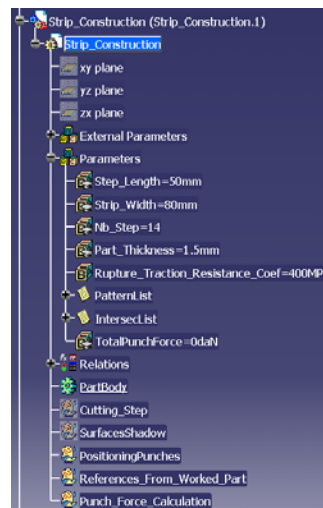 Strip_Construction (Strip_Construction.1)
Strip_Construction
xy plane
yz plane
zx plane
External Parameters
Parameters
Step_Length=50mm
Strip_Width=80mm
Nb_Step=14
Part_Thickness=1.5mm
Rupture_Traction_Resistance_Coef=400MP
PatternList
IntersecList
TotalPunchForce=0daN
Relations
PartBody
Cutting_Step
SurfacesShadow
PositioningPunches
References_From_Worked_Part
Punch_Force_Calculation